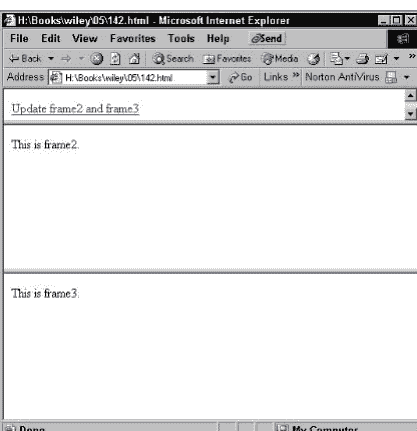 H:\Books\wiley\05\142.html - Microsoft Internet Explorer
File Edit View Favorites Tools Help Send
Back Search Favorites Media »
Address H:\Books\wiley\05\142.html Go Links » Norton AntiVirus
Update frame2 and frame3
This is frame2.
This is frame3.
Done My Computer